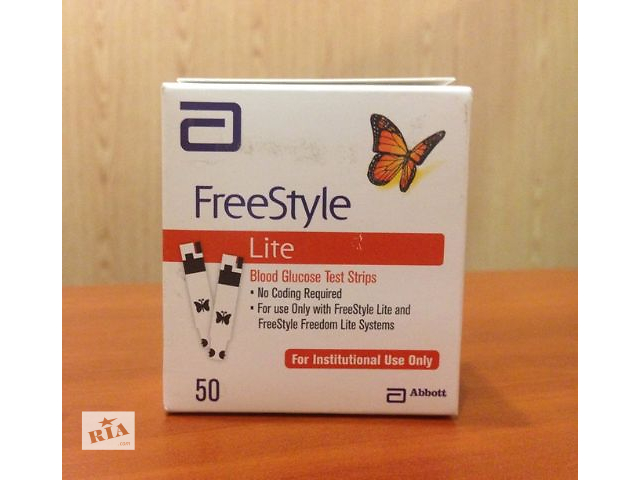 FreeStyle
Lite
Blood Glucose Test Strips
• No Coding Required
• For use Only with FreeStyle Lite and
FreeStyle Freedom Lite Systems
For Institutional Use Only
50
Abbott
RIA
.com